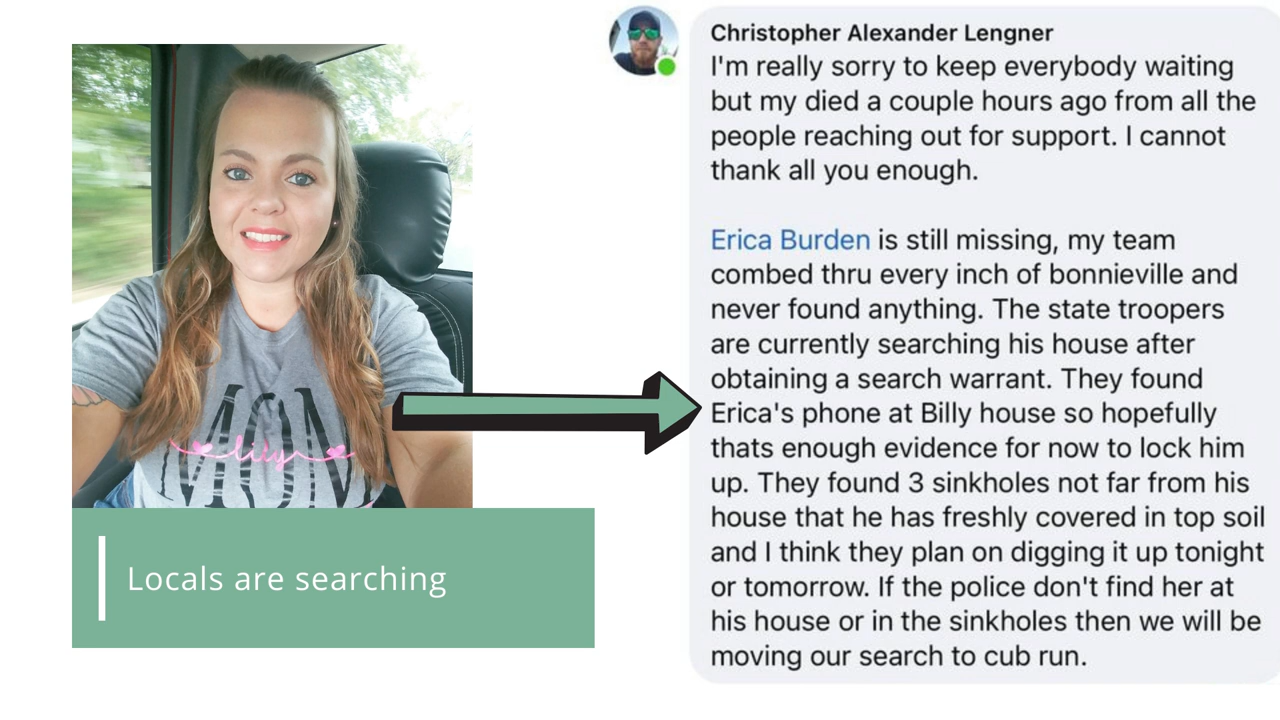 MOM
lily
Locals are searching
Christopher Alexander Lengner
I'm really sorry to keep everybody waiting
but my died a couple hours ago from all the
people reaching out for support. I cannot
thank all you enough.
Erica Burden is still missing, my team
combed thru every inch of bonnieville and
never found anything. The state troopers
are currently searching his house after
obtaining a search warrant. They found
Erica's phone at Billy house so hopefully
thats enough evidence for now to lock him
up. They found 3 sinkholes not far from his
house that he has freshly covered in top soil
and I think they plan on digging it up tonight
or tomorrow. If the police don't find her at
his house or in the sinkholes then we will be
moving our search to cub run.